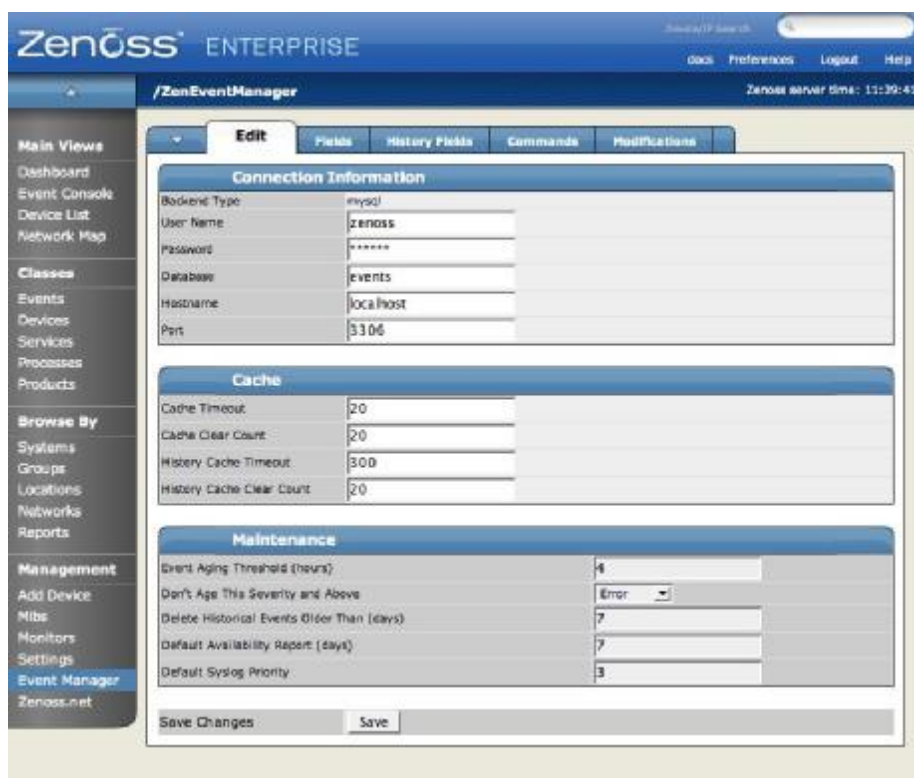 Zenōss ENTERPRISE
Device/IP Search
docs Preferences Logout Help
/ZenEventManager
Zenoss server time: 11:39:41
Main Views
Dashboard
Event Console
Device List
Network Map
Classes
Events
Devices
Services
Processes
Products
Browse By
Systems
Groups
Locations
Networks
Reports
Management
Add Device
Mibs
Monitors
Settings
Event Manager
Zenoss.net
Edit Fields History Fields Commands Modifications
Connection Information
Backend Type mysql
User Name zenoss
Password ******
Database events
Hostname localhost
Port 3306
Cache
Cache Timeout 20
Cache Clear Count 20
History Cache Timeout 300
History Cache Clear Count 20
Maintenance
Event Aging Threshold (hours) 4
Don't Age This Severity and Above Error
Delete Historical Events Older Than (days) 7
Default Availability Report (days) 7
Default Syslog Priority 3
Save Changes Save